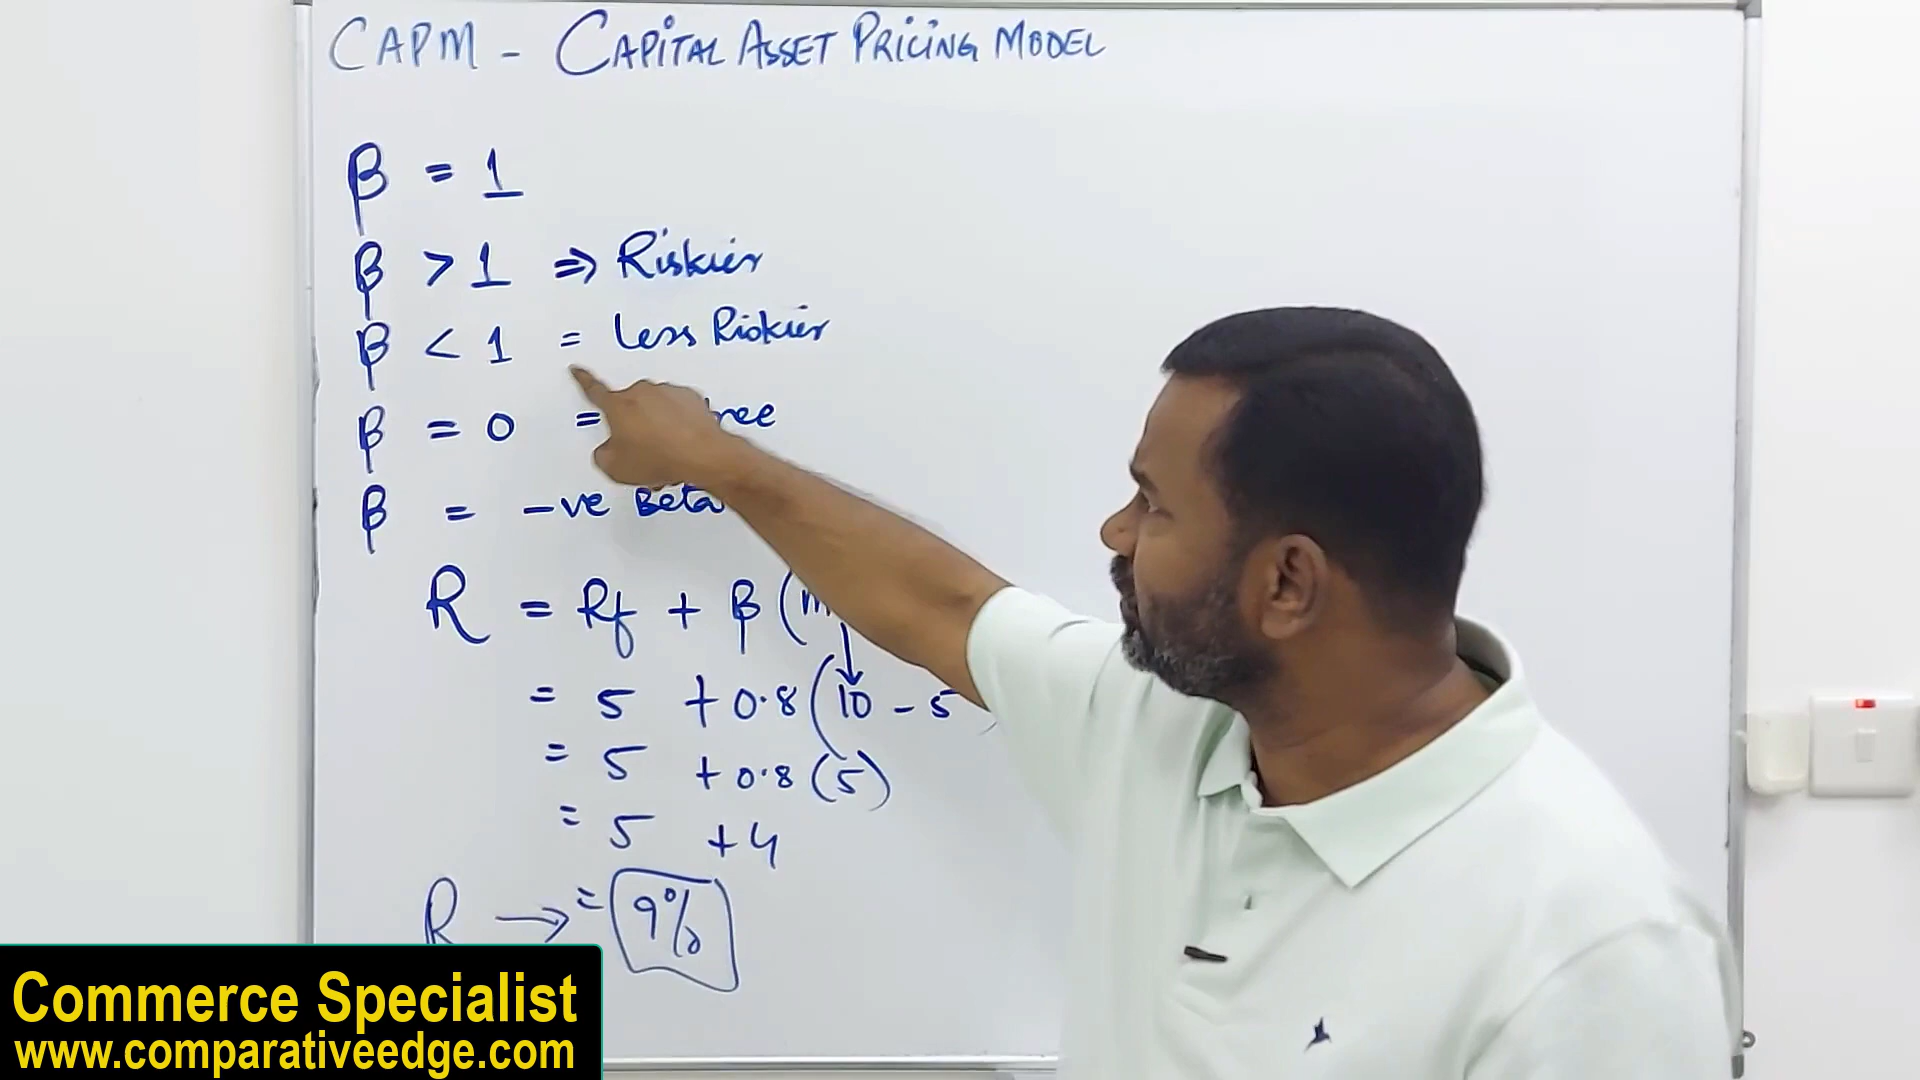 CAPM - CAPITAL ASSET PRICING MODEL
β = 1
β > 1 ⇒ Riskier
β < 1 = Less Riskier
β = 0 =
β = -ve Beta
R = Rf + β (
= 5 + 0.8 (10 - 5
= 5 + 0.8 (5)
= 5 + 4
R → = 9%
Commerce Specialist
www.comparativeedge.com